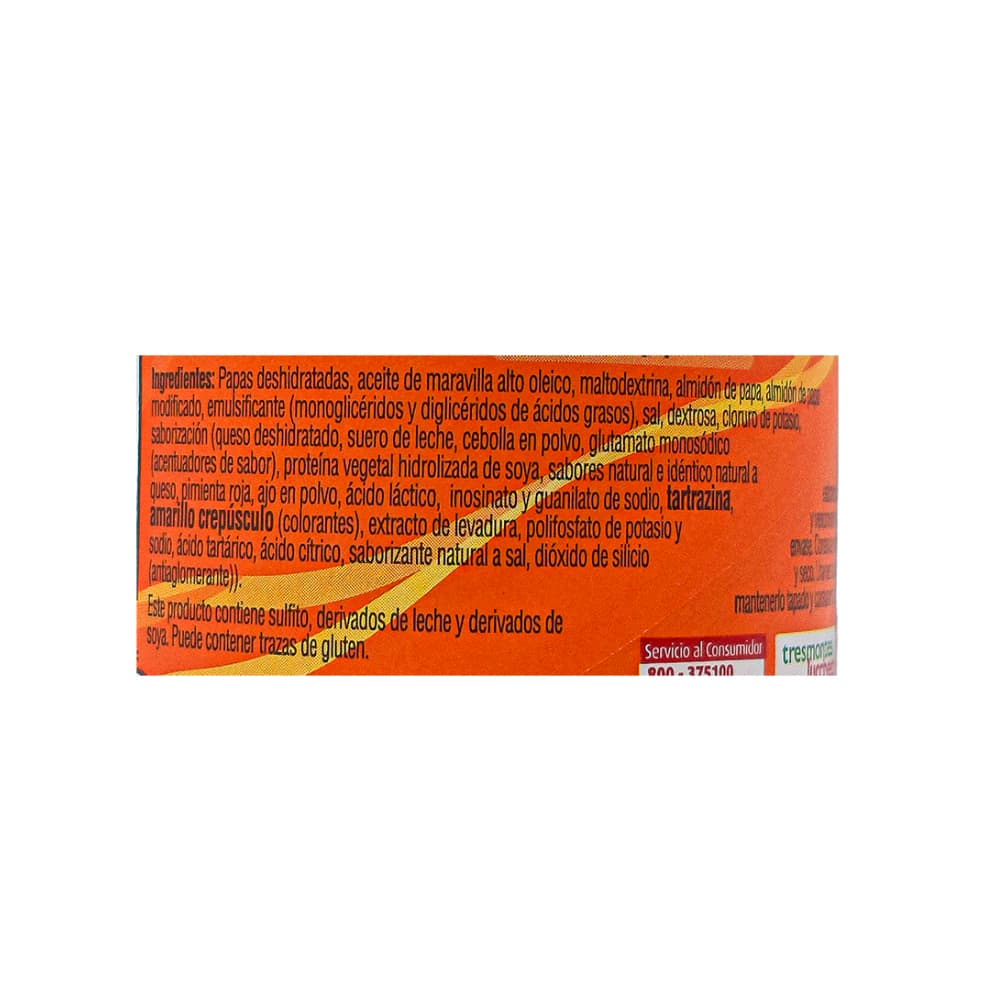 Ingredientes: Papas deshidratadas, aceite de maravilla alto oleico, maltodextrina, almidón de papa, almidón de papa
modificado, emulsificante (monoglicéridos y diglicéridos de ácidos grasos), sal, dextrosa, cloruro de potasio,
saborización (queso deshidratado, suero de leche, cebolla en polvo, glutamato monosódico
(acentuadores de sabor), proteína vegetal hidrolizada de soya, sabores natural e idéntico natural a
queso, pimienta roja, ajo en polvo, ácido láctico, inosinato y guanilato de sodio, tartrazina,
amarillo crepúsculo (colorantes), extracto de levadura, polifosfato de potasio y
sodio, ácido tartárico, ácido cítrico, saborizante natural a sal, dióxido de silicio
(antiaglomerante)).
Este producto contiene sulfito, derivados de leche y derivados de
soya. Puede contener trazas de gluten.
envase.
y seco.
mantenerlo tapado y
Servicio al Consumidor
800 - 375100
tresmontes